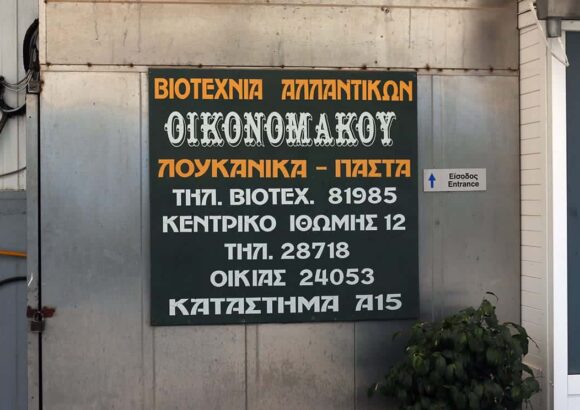 ΒΙΟΤΕΧΝΙΑ ΑΛΛΑΝΤΙΚΩΝ
ΟΙΚΟΝΟΜΑΚΟΥ
ΛΟΥΚΑΝΙΚΑ - ΠΑΣΤΑ
ΤΗΛ. ΒΙΟΤΕΧ. 81985
ΚΕΝΤΡΙΚΟ ΙΘΩΜΗΣ 12
ΤΗΛ. 28718
ΟΙΚΙΑΣ 24053
ΚΑΤΑΣΤΗΜΑ Α15
Είσοδος
Entrance